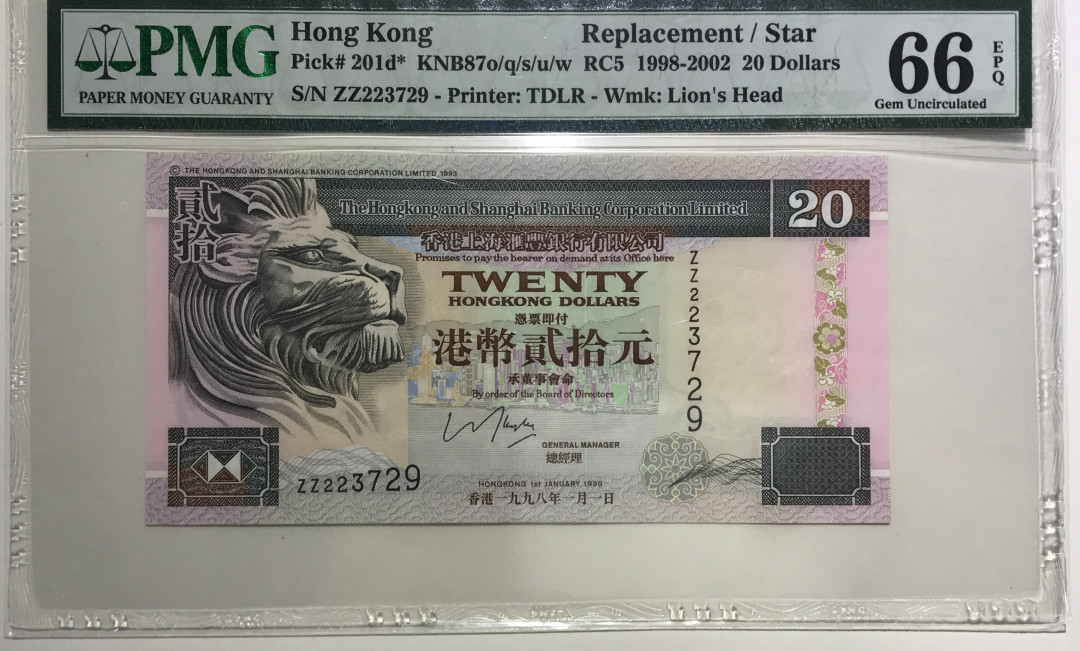 PMG
PAPER MONEY GUARANTY
Hong Kong Replacement / Star
Pick# 201d* KNB87o/q/s/u/w RC5 1998-2002 20 Dollars
S/N ZZ223729 - Printer: TDLR - Wmk: Lion's Head
66
EPQ
Gem Uncirculated
© THE HONGKONG AND SHANGHAI BANKING CORPORATION LIMITED 1993
貳拾
The Hongkong and Shanghai Banking Corporation Limited
20
香港上海滙豐銀行有限公司
Promises to pay the bearer on demand at its Office here
TWENTY
HONGKONG DOLLARS
憑票即付
港幣貳拾元
承董事會命
By order of the Board of Directors
ZZ223729
GENERAL MANAGER
總經理
ZZ223729
HONGKONG 1st JANUARY 1998
香港一九九八年一月一日